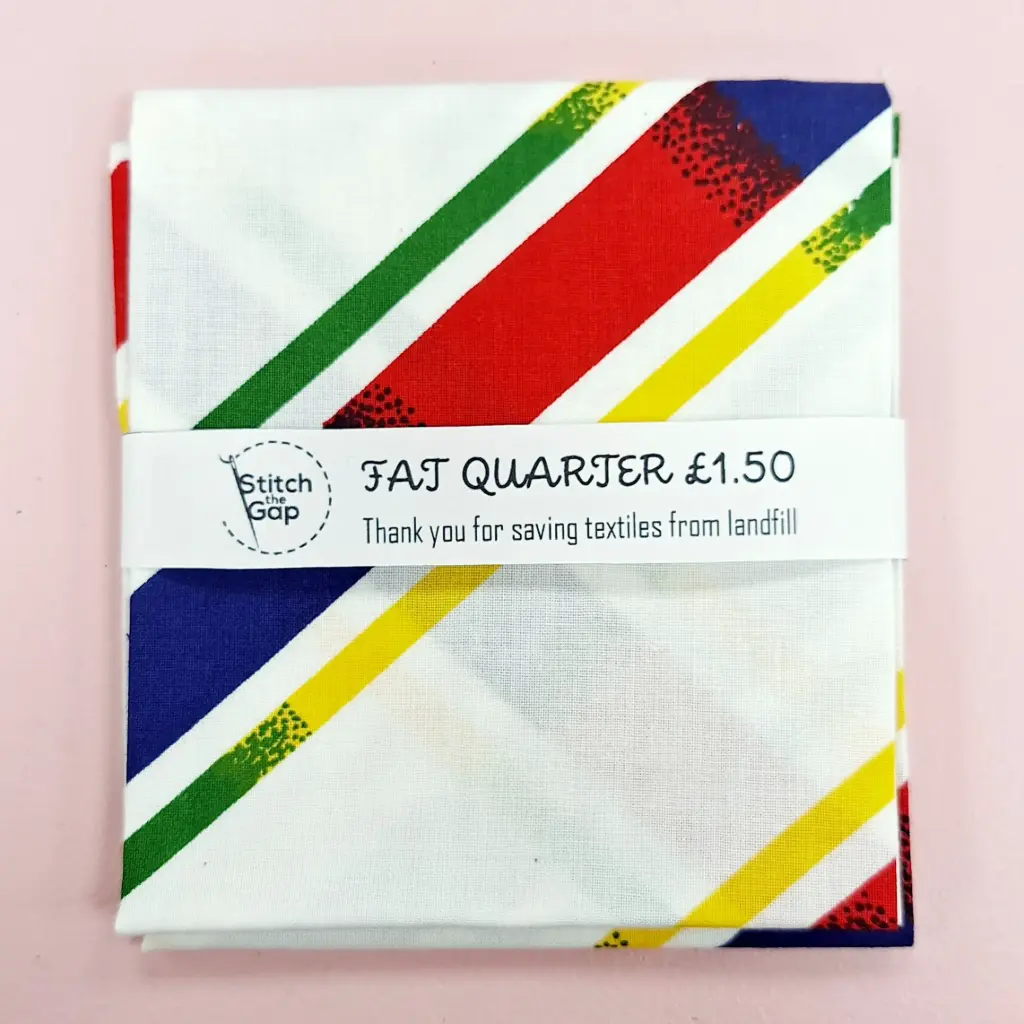 Stitch
the
Gap
FAT QUARTER £1.50
Thank you for saving textiles from landfill